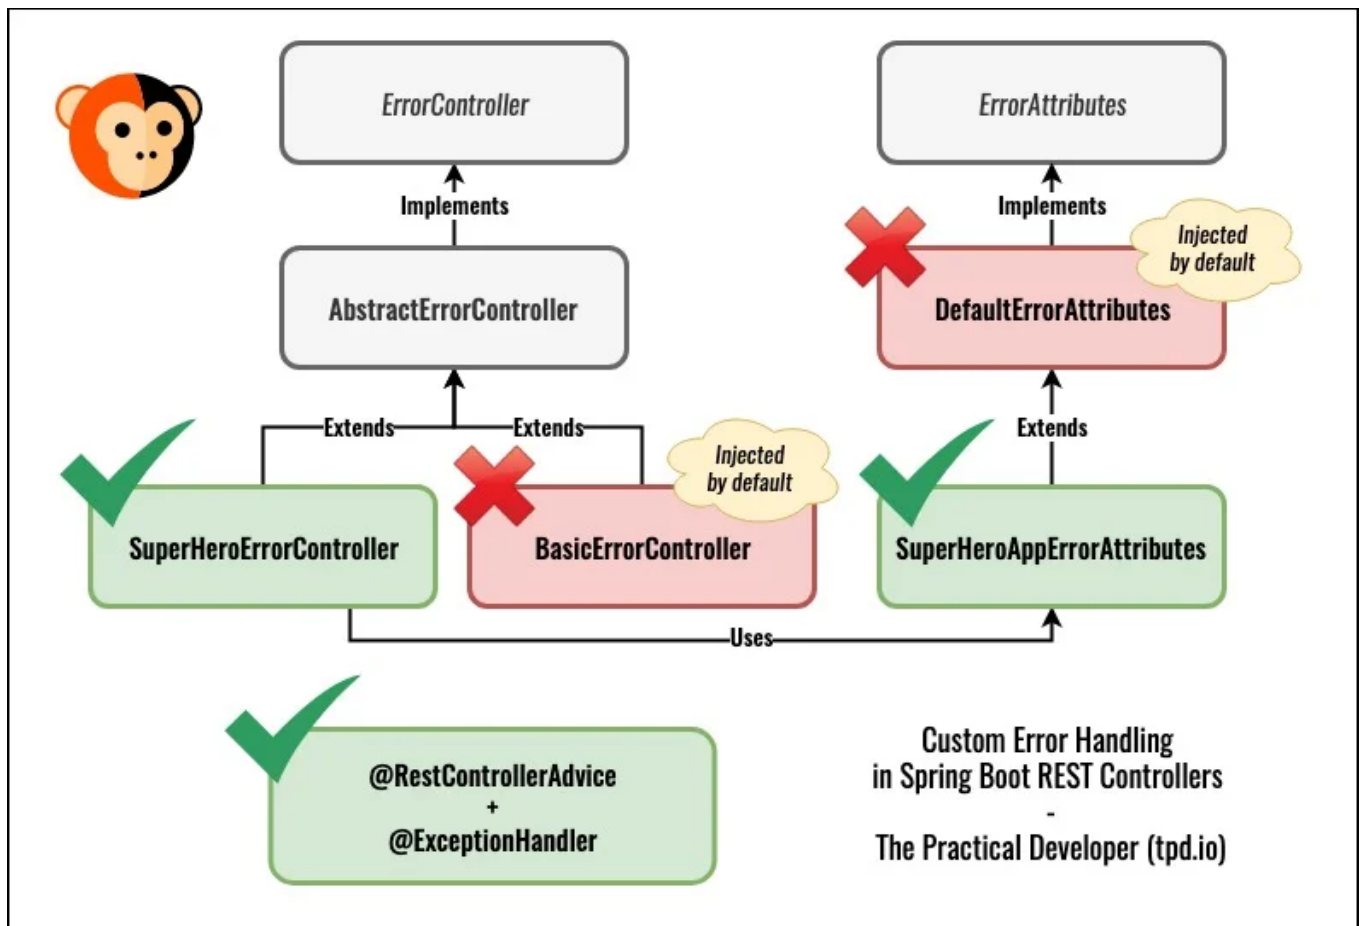 ErrorController
ErrorAttributes
Implements
Implements
Injected
by default
AbstractErrorController
DefaultErrorAttributes
Extends
Extends
Extends
Injected
by default
SuperHeroErrorController
BasicErrorController
SuperHeroAppErrorAttributes
Uses
@RestControllerAdvice
+
@ExceptionHandler
Custom Error Handling
in Spring Boot REST Controllers
-
The Practical Developer (tpd.io)